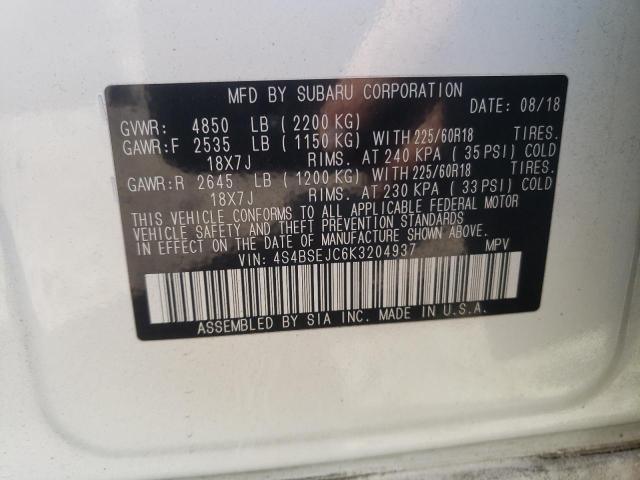 MFD BY SUBARU CORPORATION
DATE: 08/18
GVWR: 4850 LB (2200 KG)
GAWR:F 2535 LB (1150 KG) WITH 225/60R18 TIRES.
18X7J RIMS. AT 240 KPA (35 PSI) COLD
GAWR:R 2645 LB (1200 KG) WITH 225/60R18 TIRES.
18X7J RIMS. AT 230 KPA (33 PSI) COLD
THIS VEHICLE CONFORMS TO ALL APPLICABLE FEDERAL MOTOR
VEHICLE SAFETY AND THEFT PREVENTION STANDARDS
IN EFFECT ON THE DATE OF MANUFACTURE SHOWN ABOVE.
VIN: 4S4BSEJC6K3204937 MPV
ASSEMBLED BY SIA INC. MADE IN U.S.A.